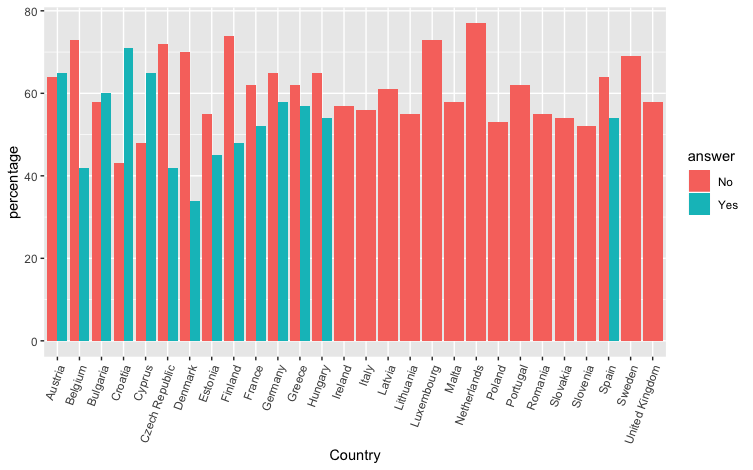 80
60
40
20
0
percentage
Austria
Belgium
Bulgaria
Croatia
Cyprus
Czech Republic
Denmark
Estonia
Finland
France
Germany
Greece
Hungary
Ireland
Italy
Latvia
Lithuania
Luxembourg
Malta
Netherlands
Poland
Portugal
Romania
Slovakia
Slovenia
Spain
Sweden
United Kingdom
Country
answer
No
Yes